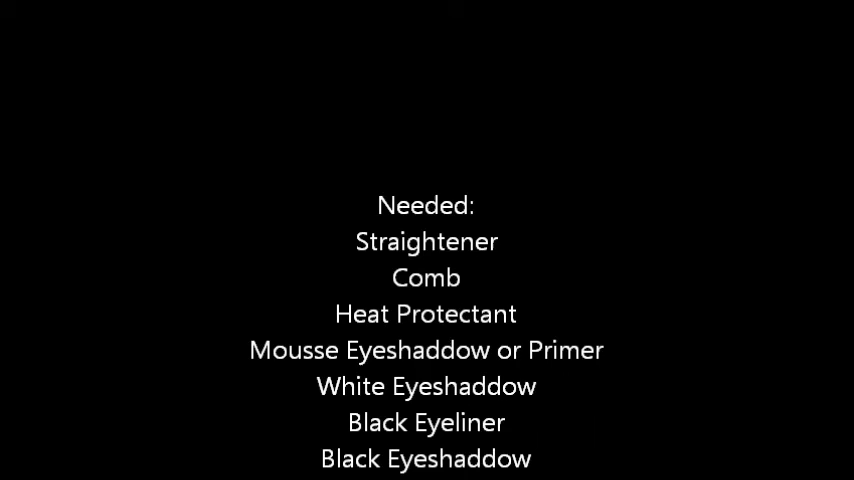 Needed:
Straightener
Comb
Heat Protectant
Mousse Eyeshaddow or Primer
White Eyeshaddow
Black Eyeliner
Black Eyeshaddow